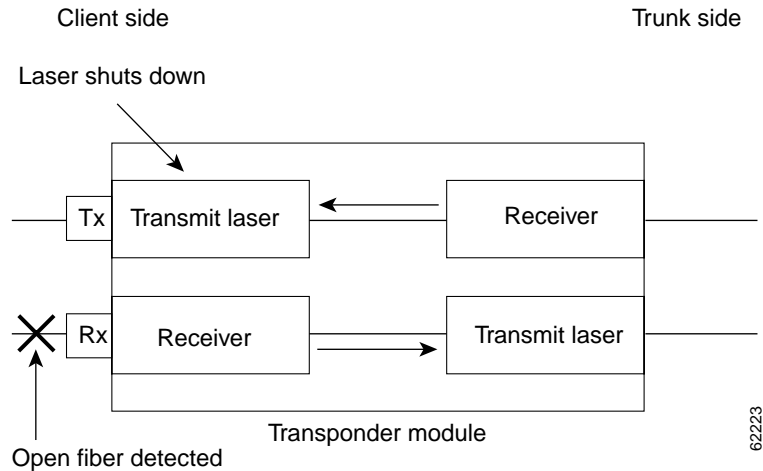 Client side
Trunk side
Laser shuts down
Tx
Transmit laser
Receiver
Rx
Receiver
Transmit laser
Transponder module
Open fiber detected
62223